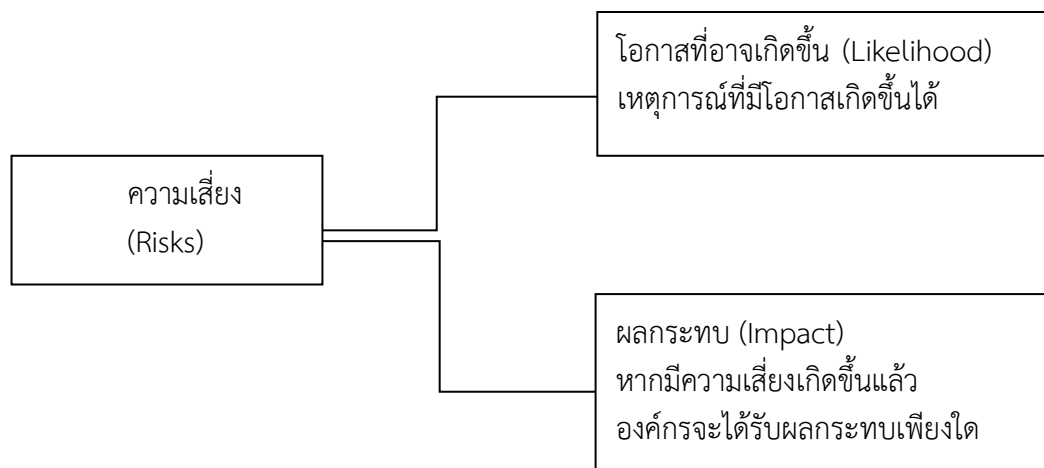 โอกาสที่อาจเกิดขึ้น (Likelihood)
เหตุการณ์ที่มีโอกาสเกิดขึ้นได้
ความเสี่ยง
(Risks)
ผลกระทบ (Impact)
หากมีความเสี่ยงเกิดขึ้นแล้ว
องค์กรจะได้รับผลกระทบเพียงใด